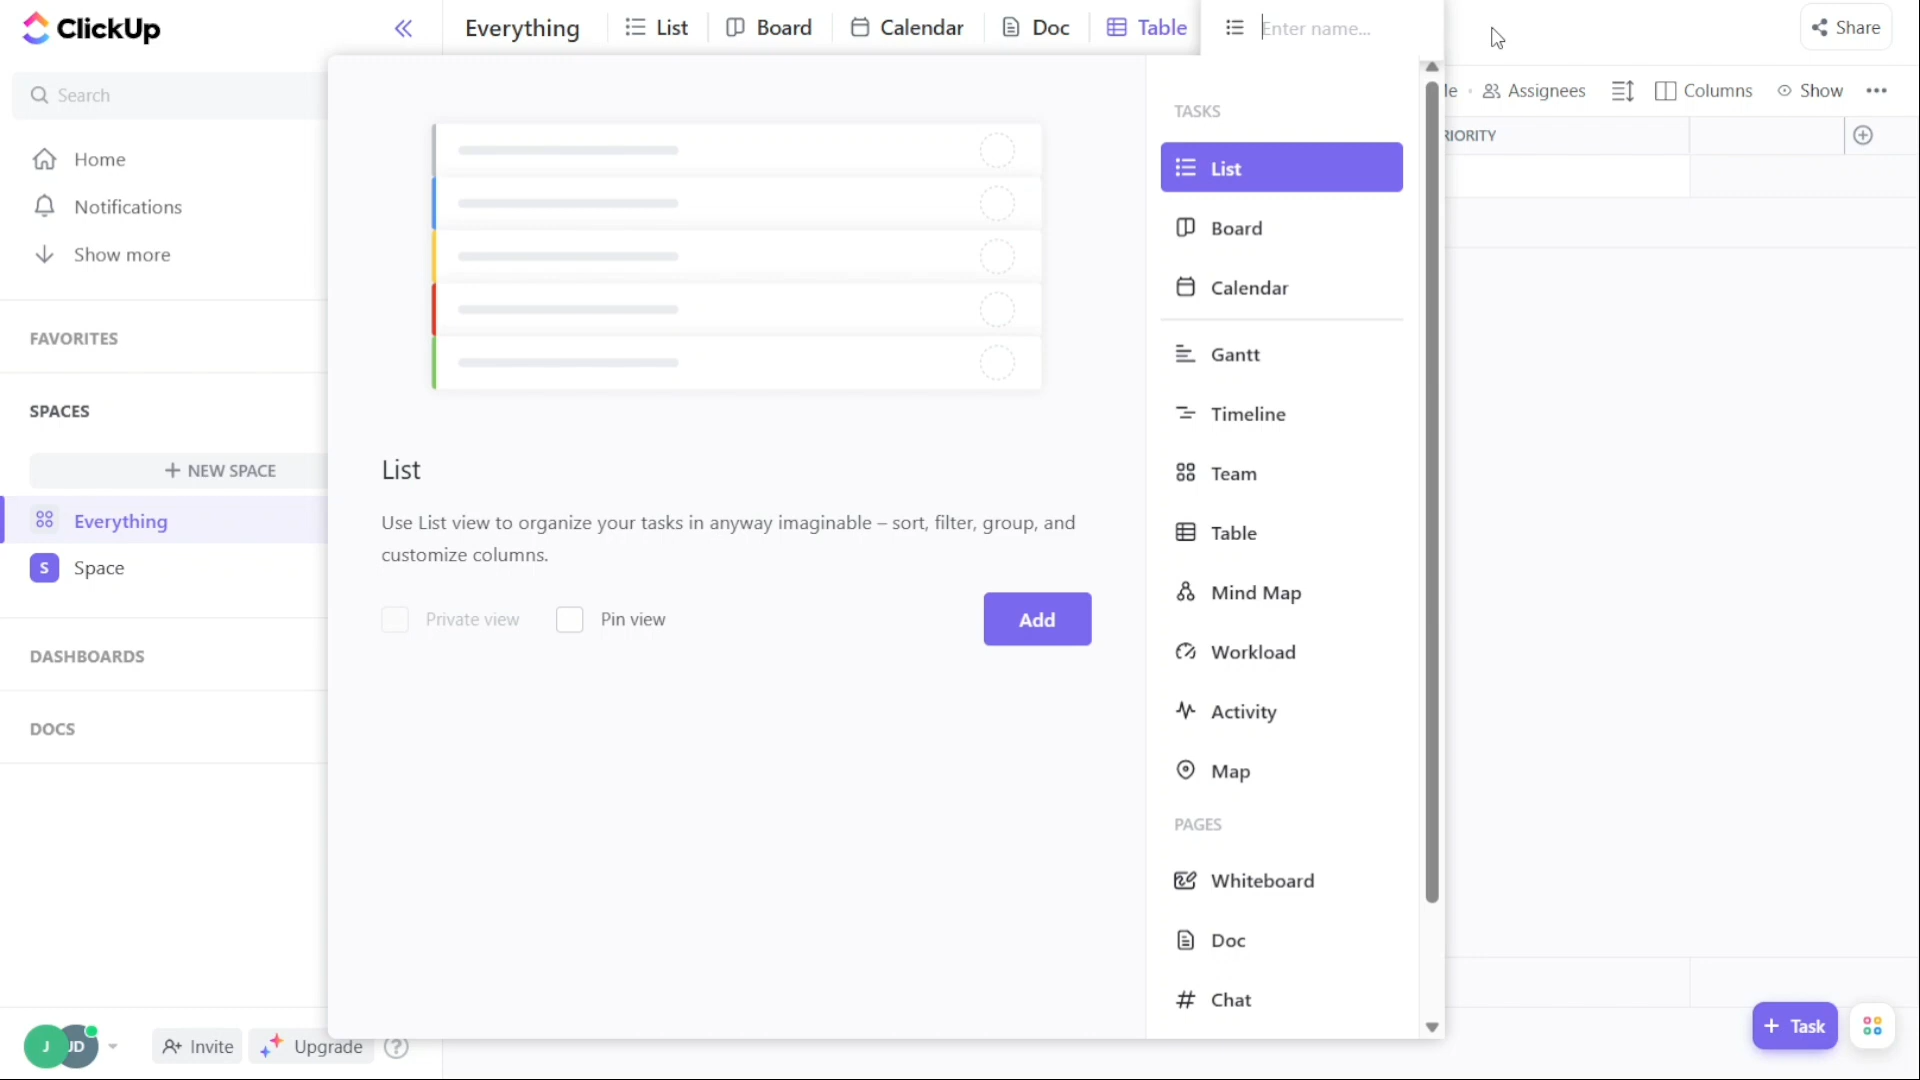 ClickUp
Search
Home
Notifications
Show more
FAVORITES
SPACES
NEW SPACE
Everything
S Space
DASHBOARDS
DOCS
J JD Invite Upgrade ?
Everything List Board Calendar Doc Table Enter name... Share
le Assignees Columns Show
RIORITY
List
Use List view to organize your tasks in anyway imaginable – sort, filter, group, and
customize columns.
Private view Pin view Add
TASKS
List
Board
Calendar
Gantt
Timeline
Team
Table
Mind Map
Workload
Activity
Map
PAGES
Whiteboard
Doc
Chat
+ Task